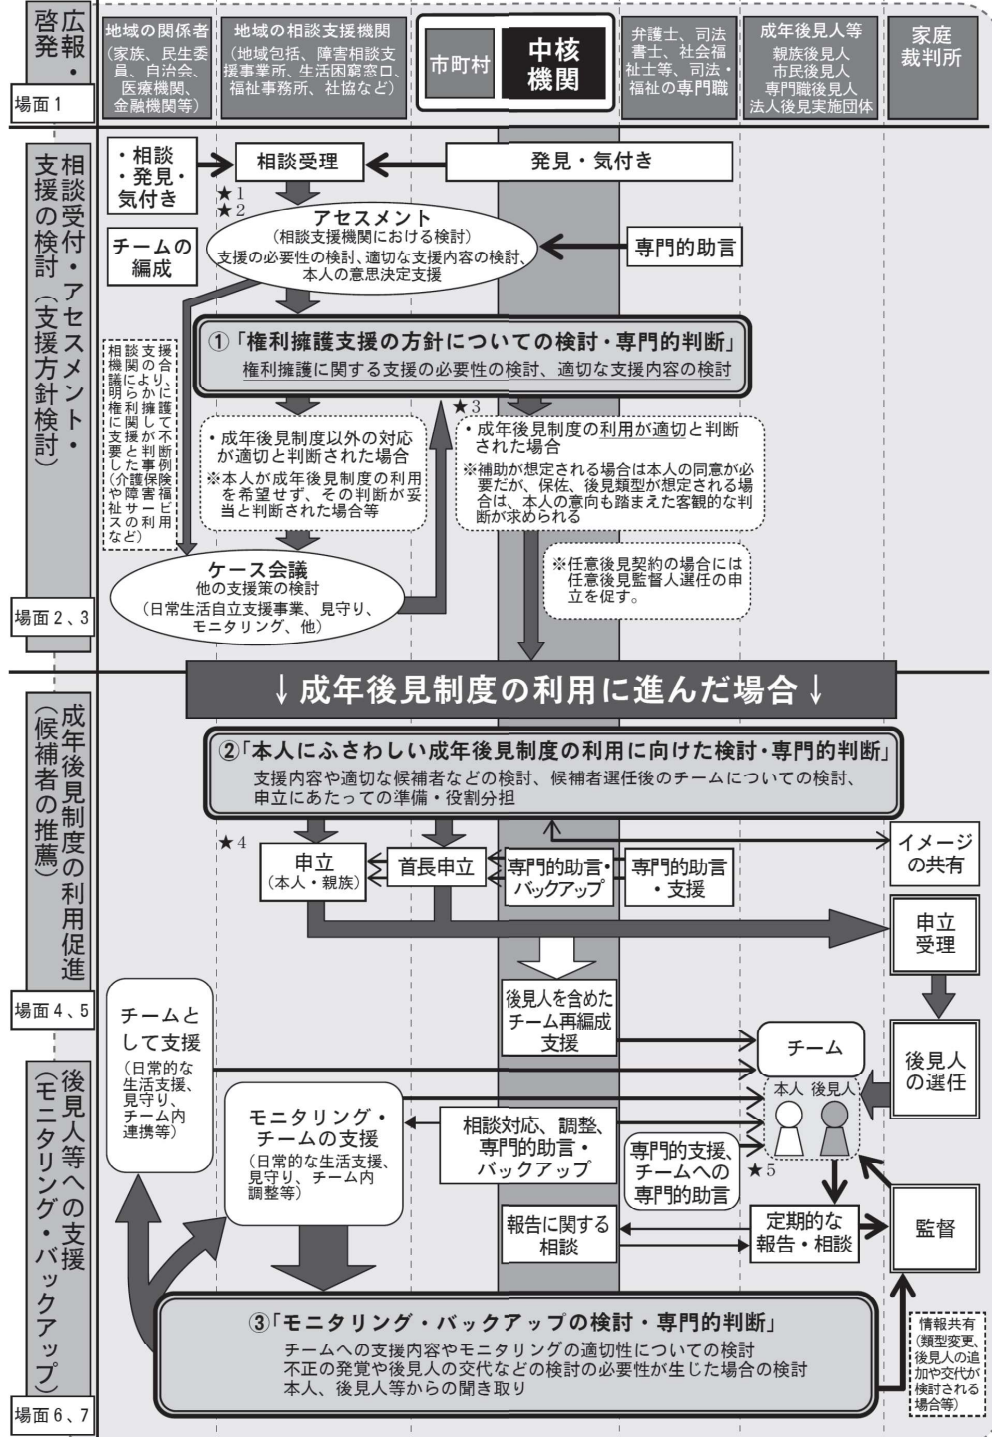 広報・
啓発
場面１
地域の関係者
(家族、民生委
員、自治会、
医療機関、
金融機関等)
地域の相談支援機関
(地域包括、障害相談支
援事業所、生活困窮窓口、
福祉事務所、社協など)
市町村
中核
機関
弁護士、司法
書士、社会福
祉士等、司法・
福祉の専門職
成年後見人等
親族後見人
市民後見人
専門職後見人
法人後見実施団体
家庭
裁判所
相談受付・アセスメント・
支援の検討（支援方針検討）
場面２、３
・相談
・発見・
気付き
相談受理
発見・気付き
★1
★2
チームの
編成
アセスメント
(相談支援機関における検討)
支援の必要性の検討、適切な支援内容の検討、
本人の意思決定支援
専門的助言
①「権利擁護支援の方針についての検討・専門的判断」
権利擁護に関する支援の必要性の検討、適切な支援内容の検討
相談支援
機関の合
議により、
明らかに
権利擁護
に関して
支援が不
要と判断
した事例
(介護保険
や障害福
祉サービ
スの利用
など)
★3
・成年後見制度以外の対応
が適切と判断された場合
※本人が成年後見制度の利用
を希望せず、その判断が妥
当と判断された場合等
・成年後見制度の利用が適切と判断
された場合
※補助が想定される場合は本人の同意が必
要だが、保佐、後見類型が想定される場
合は、本人の意向も踏まえた客観的な判
断が求められる
ケース会議
他の支援策の検討
(日常生活自立支援事業、見守り、
モニタリング、他)
※任意後見契約の場合には
任意後見監督人選任の申
立を促す。
↓成年後見制度の利用に進んだ場合↓
成年後見制度の利用促進
（候補者の推薦）
場面４、５
②「本人にふさわしい成年後見制度の利用に向けた検討・専門的判断」
支援内容や適切な候補者などの検討、候補者選任後のチームについての検討、
申立にあたっての準備・役割分担
★4
申立
(本人・親族)
首長申立
専門的助言・
バックアップ
専門的助言
・支援
イメージ
の共有
申立
受理
後見人を含めた
チーム再編成
支援
チーム
本人 後見人
後見人
の選任
後見人等への支援
（モニタリング・バックアップ）
場面６、７
チームと
して支援
(日常的な
生活支援、
見守り、
チーム内
連携等)
モニタリング・
チームの支援
(日常的な生活支援、
見守り、チーム内
調整等)
相談対応、調整、
専門的助言・
バックアップ
専門的支援、
チームへの
専門的助言
★5
報告に関する
相談
定期的な
報告・相談
監督
③「モニタリング・バックアップの検討・専門的判断」
チームへの支援内容やモニタリングの適切性についての検討
不正の発覚や後見人の交代などの検討の必要性が生じた場合の検討
本人、後見人等からの聞き取り
情報共有
(類型変更、
後見人の追
加や交代が
検討される
場合等)